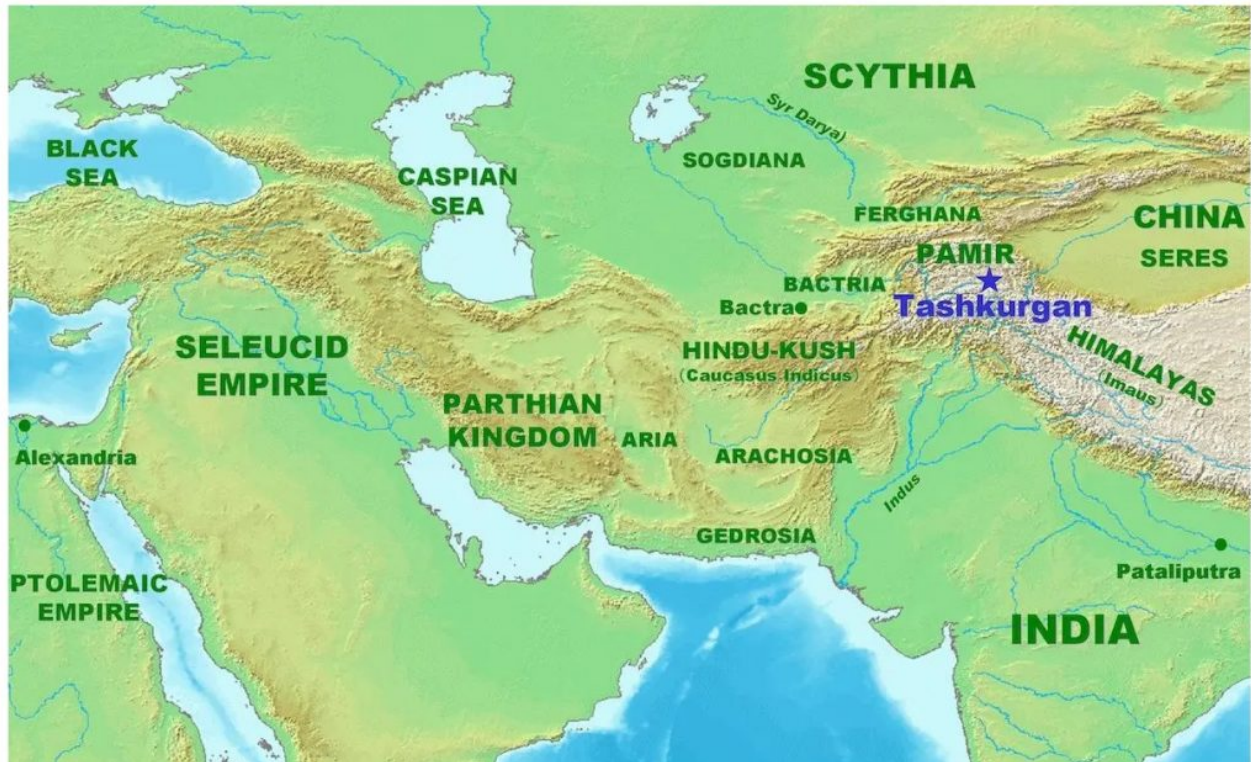 SCYTHIA
Syr Darya)
BLACK
SEA
CASPIAN
SEA
SOGDIANA
FERGHANA
CHINA
SERES
PAMIR
BACTRIA
Bactra
Tashkurgan
SELEUCID
EMPIRE
HINDU-KUSH
(Caucasus Indicus)
HIMALAYAS
(Imaus)
PARTHIAN
KINGDOM
ARIA
ARACHOSIA
Alexandria
Indus
GEDROSIA
PTOLEMAIC
EMPIRE
Pataliputra
INDIA